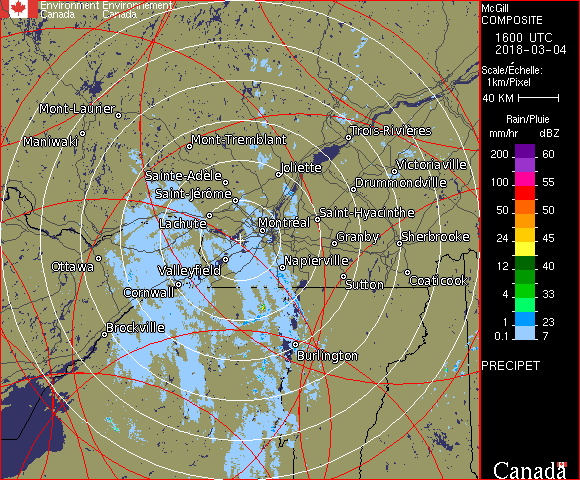 Environment Environnement
Canada Canada
McGill
COMPOSITE
1600 UTC
2018-03-04
Scale/Échelle:
1km/Pixel
40 KM
Rain/Pluie
mm/hr dBZ
200 60
100 55
50 50
24 45
12 40
4 33
1 23
0.1 7
PRECIPET
Canada
Mont-Laurier
Maniwaki
Mont-Tremblant
Trois-Rivières
Joliette
Victoriaville
Sainte-Adèle
Drummondville
Saint-Jérôme
Saint-Hyacinthe
Lachute
Montréal
Granby
Sherbrooke
Ottawa
Valleyfield
Napierville
Coaticook
Cornwall
Sutton
Brockville
Burlington